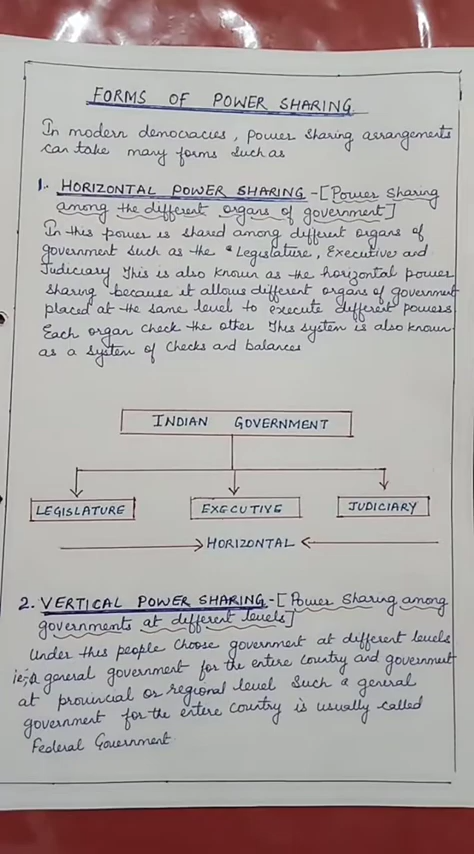 FORMS OF POWER SHARING
In modern democracies, power sharing arrangements
can take many forms such as
1. HORIZONTAL POWER SHARING -[Power Sharing
among the different organs of government]
In this power is shared among different organs of
government such as the "Legislature, Executive and
Judiciary This is also known as the horizontal power
sharing because it allows different organs of government
placed at the same level to execute different powers
Each organ check the other This system is also known
as a system of checks and balances
INDIAN GOVERNMENT
LEGISLATURE EXECUTIVE JUDICIARY
HORIZONTAL
2. VERTICAL POWER SHARING -[Power Sharing among
governments at different levels]
Under this people choose government at different levels
ie; a general government for the entire country and government
at provincial or regional level Such a general
government for the entere country is usually called
Federal Government